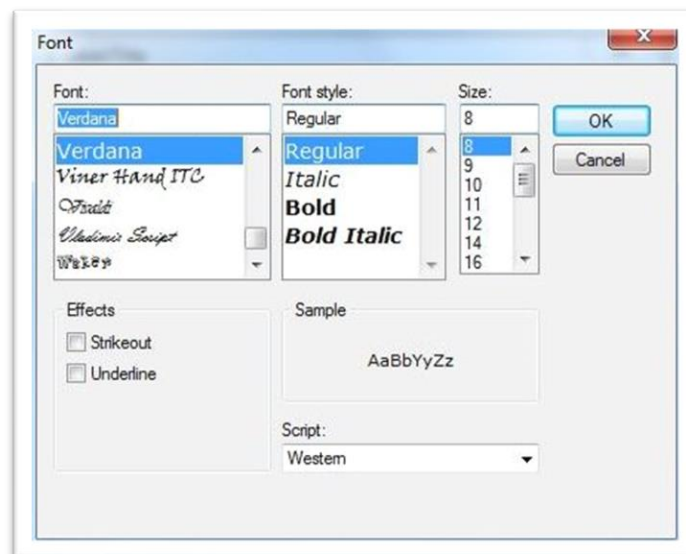 Font
Font:
Verdana
Verdana
Viner Hand ITC
Vivaldi
Vladimir Script
Font style:
Regular
Regular
Italic
Bold
Bold Italic
Size:
8
8
9
10
11
12
14
16
OK
Cancel
Effects
Strikeout
Underline
Sample
AaBbYyZz
Script:
Western